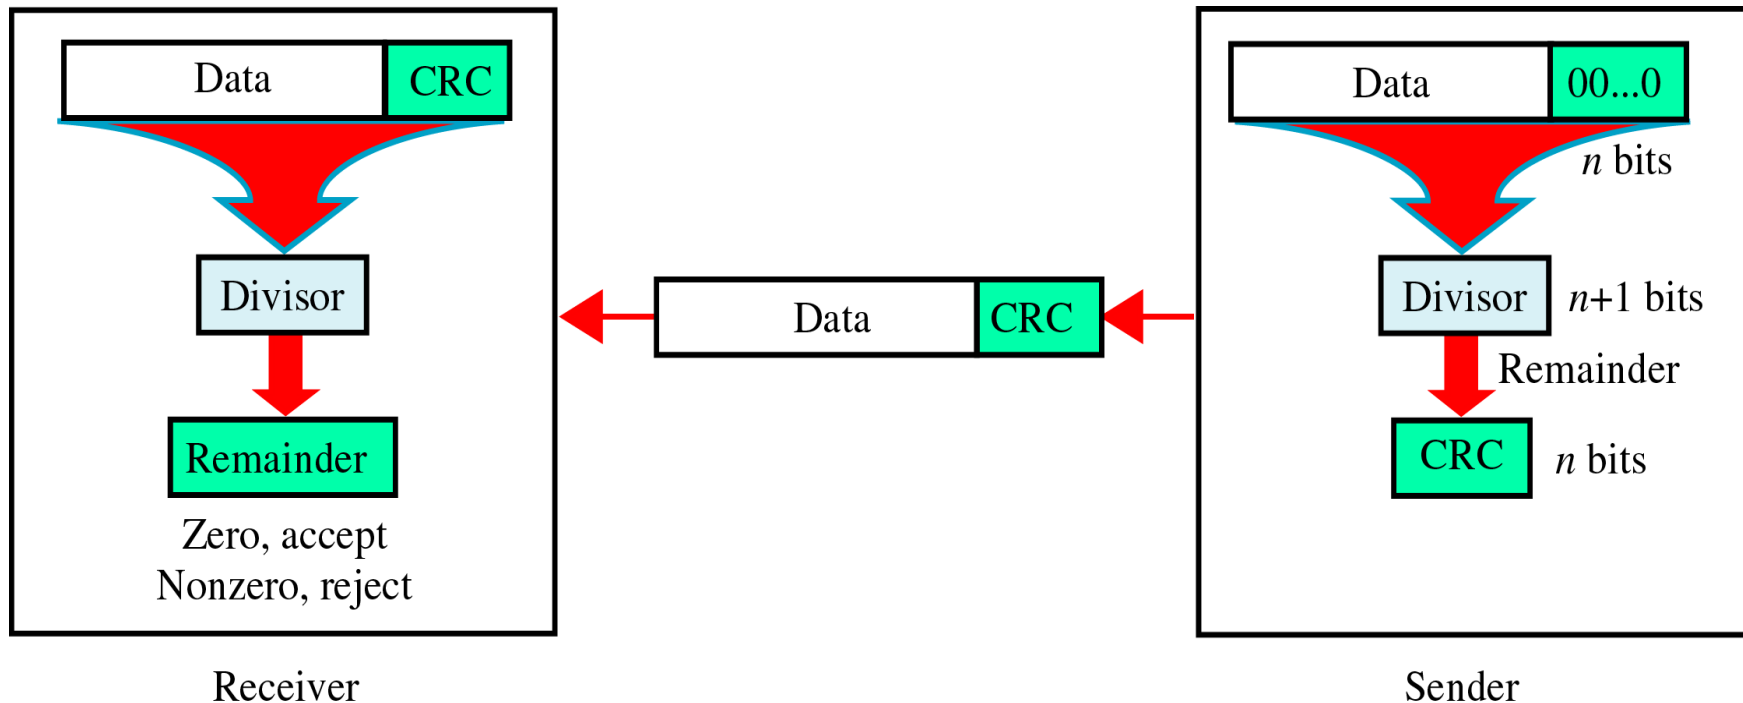 Data CRC
Divisor
Remainder
Zero, accept
Nonzero, reject
Receiver
Data CRC
Data 00...0
n bits
Divisor n+1 bits
Remainder
CRC n bits
Sender